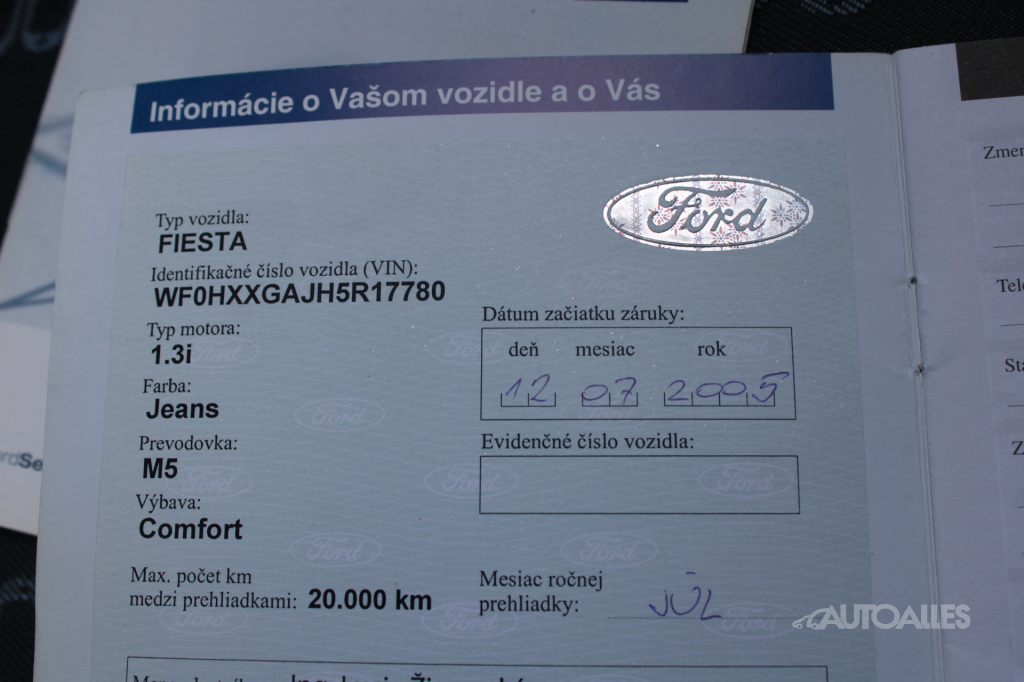 Informácie o Vašom vozidle a o Vás
Ford
Typ vozidla:
FIESTA
Identifikačné číslo vozidla (VIN):
WF0HXXGAJH5R17780
Typ motora:
1.3i
Farba:
Jeans
Prevodovka:
M5
Výbava:
Comfort
Max. počet km
medzi prehliadkami: 20.000 km
Dátum začiatku záruky:
deň mesiac rok
12 07 2005
Evidenčné číslo vozidla:
Mesiac ročnej
prehliadky: JÚL
AUTOALLES